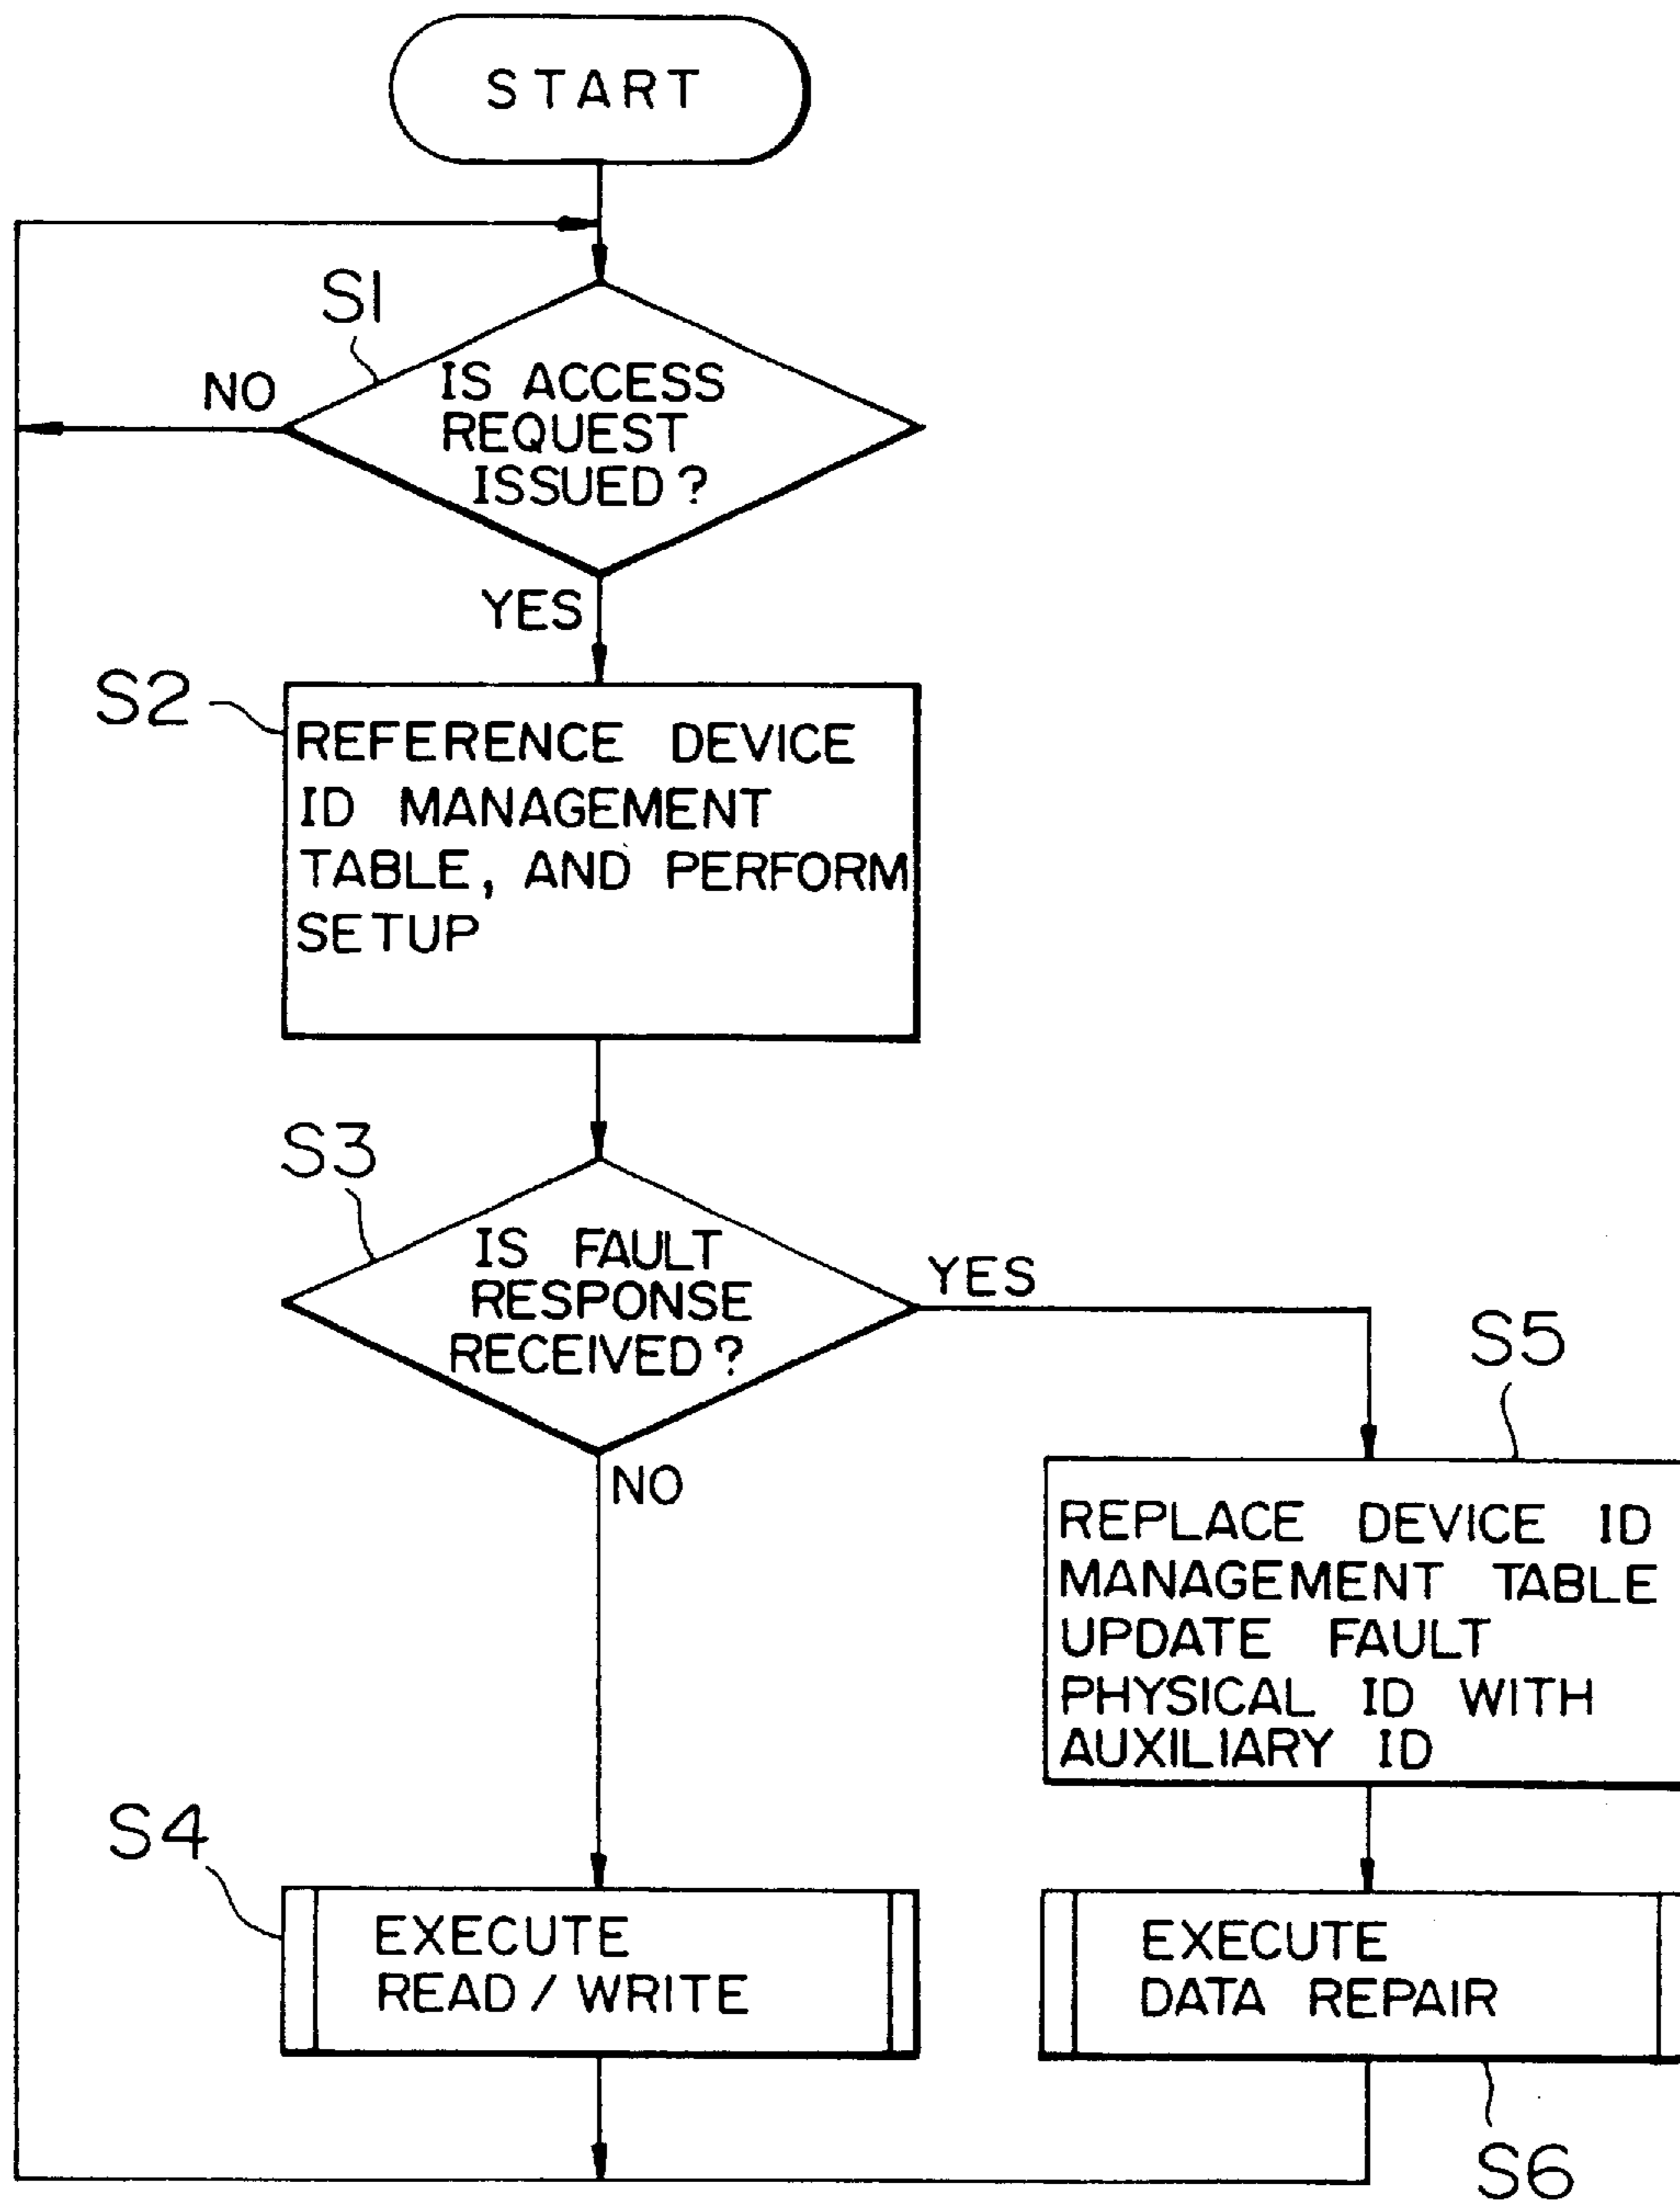 START
S1
NO
IS ACCESS
REQUEST
ISSUED?
YES
S2
REFERENCE DEVICE
ID MANAGEMENT
TABLE, AND PERFORM
SETUP
S3
IS FAULT
RESPONSE
RECEIVED?
YES
NO
S5
REPLACE DEVICE ID
MANAGEMENT TABLE
UPDATE FAULT
PHYSICAL ID WITH
AUXILIARY ID
S4
EXECUTE
READ / WRITE
EXECUTE
DATA REPAIR
S6